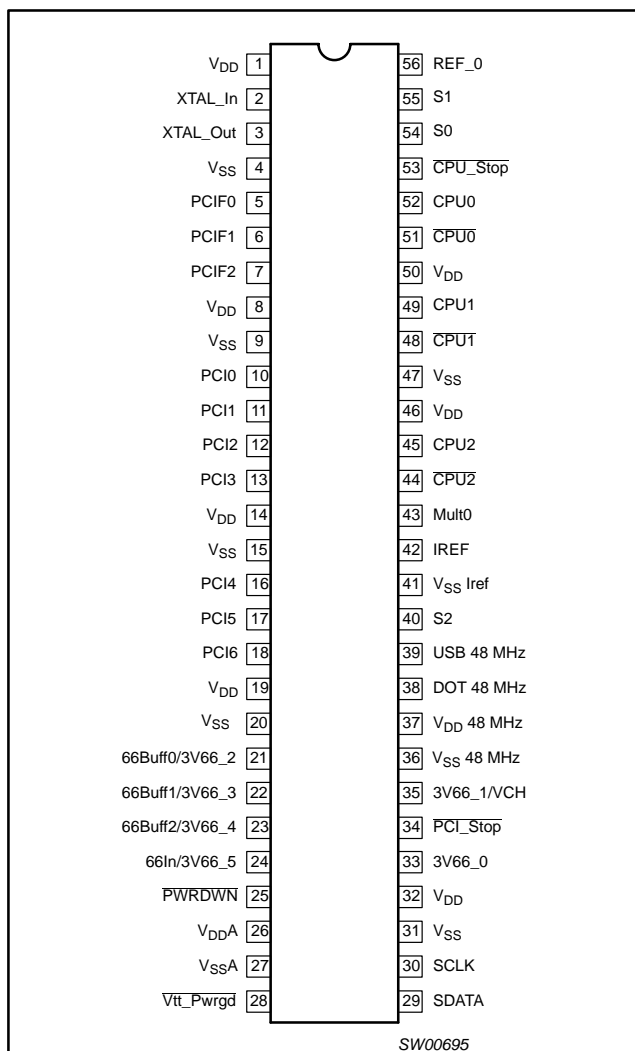 VDD 1 56 REF_0
XTAL_In 2 55 S1
XTAL_Out 3 54 S0
VSS 4 53 CPU_Stop
PCIF0 5 52 CPU0
PCIF1 6 51 CPU0
PCIF2 7 50 VDD
VDD 8 49 CPU1
VSS 9 48 CPU1
PCI0 10 47 VSS
PCI1 11 46 VDD
PCI2 12 45 CPU2
PCI3 13 44 CPU2
VDD 14 43 Mult0
VSS 15 42 IREF
PCI4 16 41 VSS Iref
PCI5 17 40 S2
PCI6 18 39 USB 48 MHz
VDD 19 38 DOT 48 MHz
VSS 20 37 VDD 48 MHz
66Buff0/3V66_2 21 36 VSS 48 MHz
66Buff1/3V66_3 22 35 3V66_1/VCH
66Buff2/3V66_4 23 34 PCI_Stop
66In/3V66_5 24 33 3V66_0
PWRDWN 25 32 VDD
VDDA 26 31 VSS
VSSA 27 30 SCLK
Vtt_Pwrgd 28 29 SDATA
SW00695